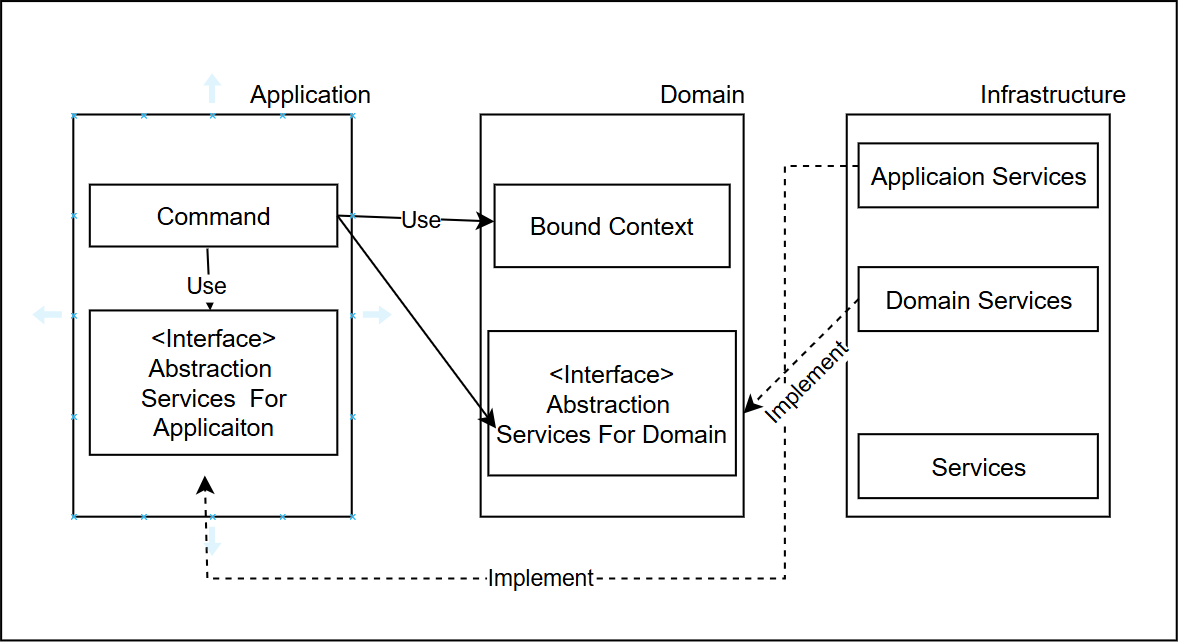 Application
Domain
Infrastructure
Command
Use
Use
<Interface>
Abstraction
Services For
Applicaiton
Bound Context
<Interface>
Abstraction
Services For Domain
Applicaion Services
Domain Services
Implement
Services
Implement